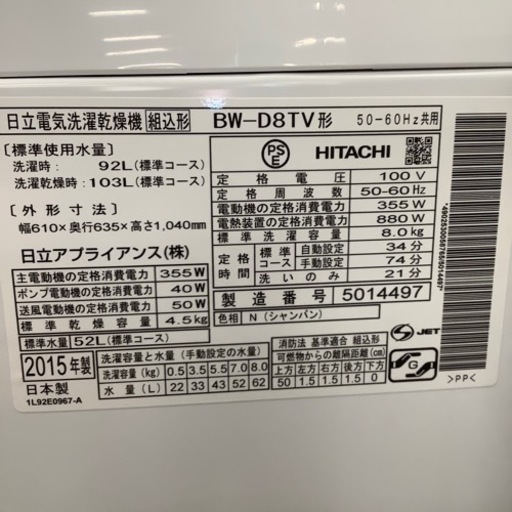 日立電気洗濯乾燥機 組込形 BW-D8TV形 50-60Hz共用
〔標準使用水量〕
洗濯時: 92L(標準コース)
洗濯乾燥時:103L(標準コース)
〔外形寸法〕
幅610×奥行635×高さ1,040mm
日立アプライアンス(株)
主電動機の定格消費電力 355W
ポンプ電動機の定格消費電力 40W
送風電動機の定格消費電力 50W
標準乾燥容量 4.5kg
標準水量 52L(標準コース)
PSE HITACHI
定格電圧 100V
定格周波数 50-60Hz
電動機の定格消費電力 355W
電熱装置の定格消費電力 880W
標準洗濯容量 8.0kg
定格時間 標準コース 自動設定 34分
手動設定 74分
洗いのみ 21分
製造番号 5014497
色相 N(シャンパン)
S JET
2015年製
日本製
1L92E0967-A
洗濯容量と水量(手動設定の水量)
洗濯容量(kg) 0.5 3.5 5.5 7.0 8.0
水量(L) 22 33 43 52 62
消防法 基準適合 組込形
可燃物からの離隔距離(cm)
上方 左方 右方 前方 後方 下方
50 1.5 1.5 1.5 1.5 0
G
>PP<